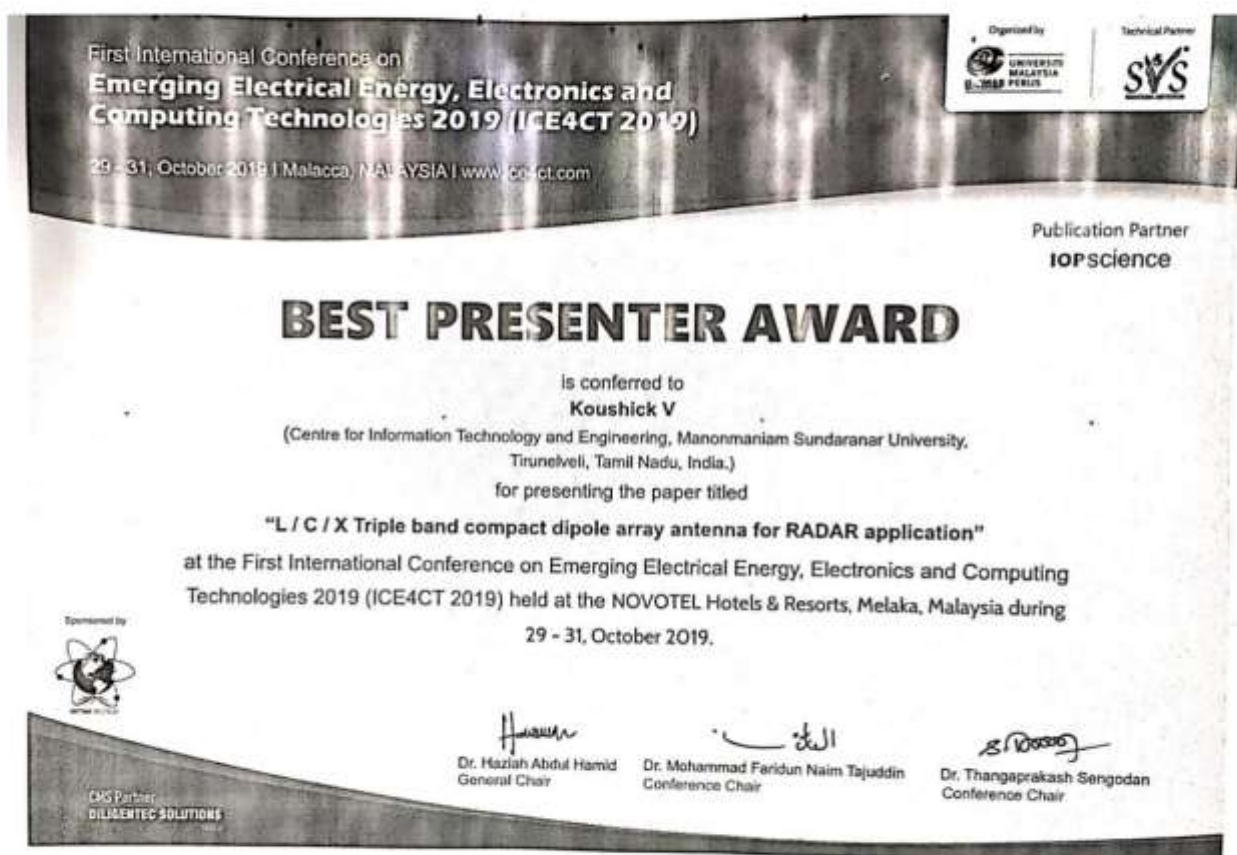 First International Conference on
Emerging Electrical Energy, Electronics and
Computing Technologies 2019 (ICE4CT 2019)
29 - 31, October 2019 I Malacca, MALAYSIA I www.ice4ct.com
Organized by
UNIVERSITI
MALAYSIA
PERLIS
Technical Partner
SVS
Publication Partner
IOPscience
BEST PRESENTER AWARD
is conferred to
Koushick V
(Centre for Information Technology and Engineering, Manonmaniam Sundaranar University,
Tirunelveli, Tamil Nadu, India.)
for presenting the paper titled
“L / C / X Triple band compact dipole array antenna for RADAR application”
at the First International Conference on Emerging Electrical Energy, Electronics and Computing
Technologies 2019 (ICE4CT 2019) held at the NOVOTEL Hotels & Resorts, Melaka, Malaysia during
29 - 31, October 2019.
Sponsored by
Dr. Haziah Abdul Hamid
General Chair
Dr. Mohammad Faridun Naim Tajuddin
Conference Chair
Dr. Thangaprakash Sengodan
Conference Chair
CMS Partner
DILIGENTEC SOLUTIONS